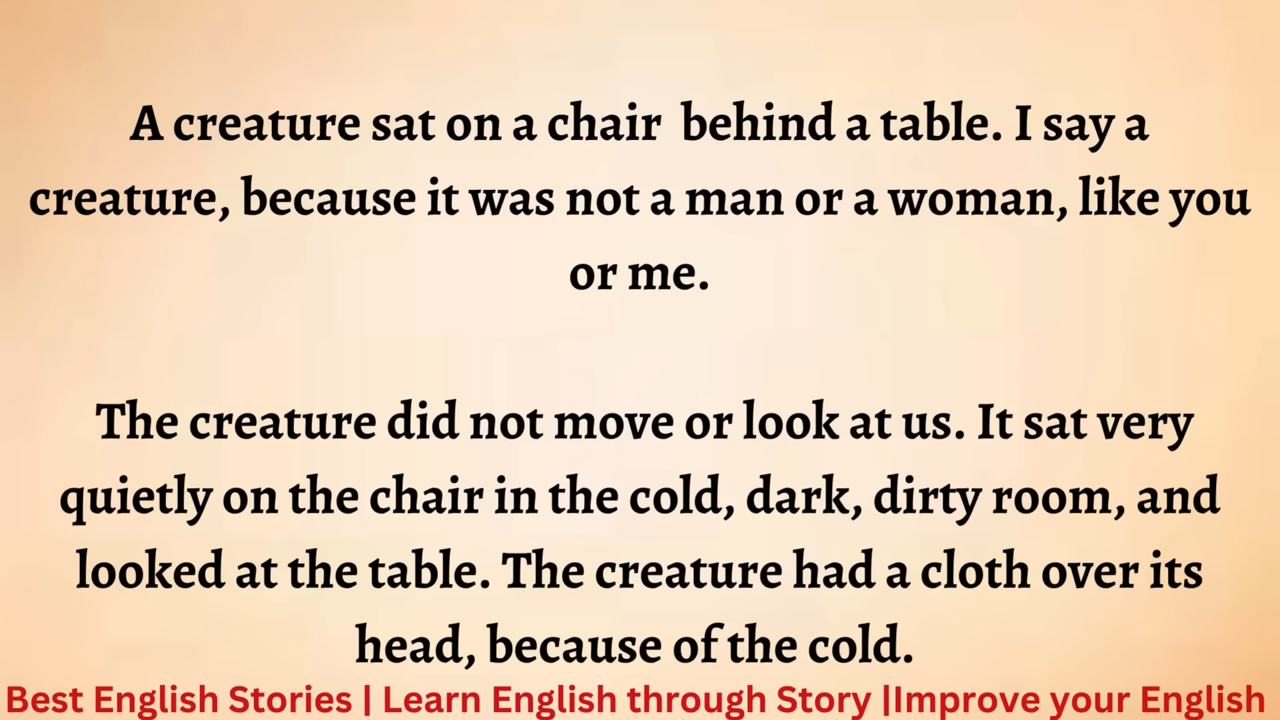 A creature sat on a chair  behind a table. I say a
creature, because it was not a man or a woman, like you
or me.
The creature did not move or look at us. It sat very
quietly on the chair in the cold, dark, dirty room, and
looked at the table. The creature had a cloth over its
head, because of the cold.
Best English Stories | Learn English through Story |Improve your English